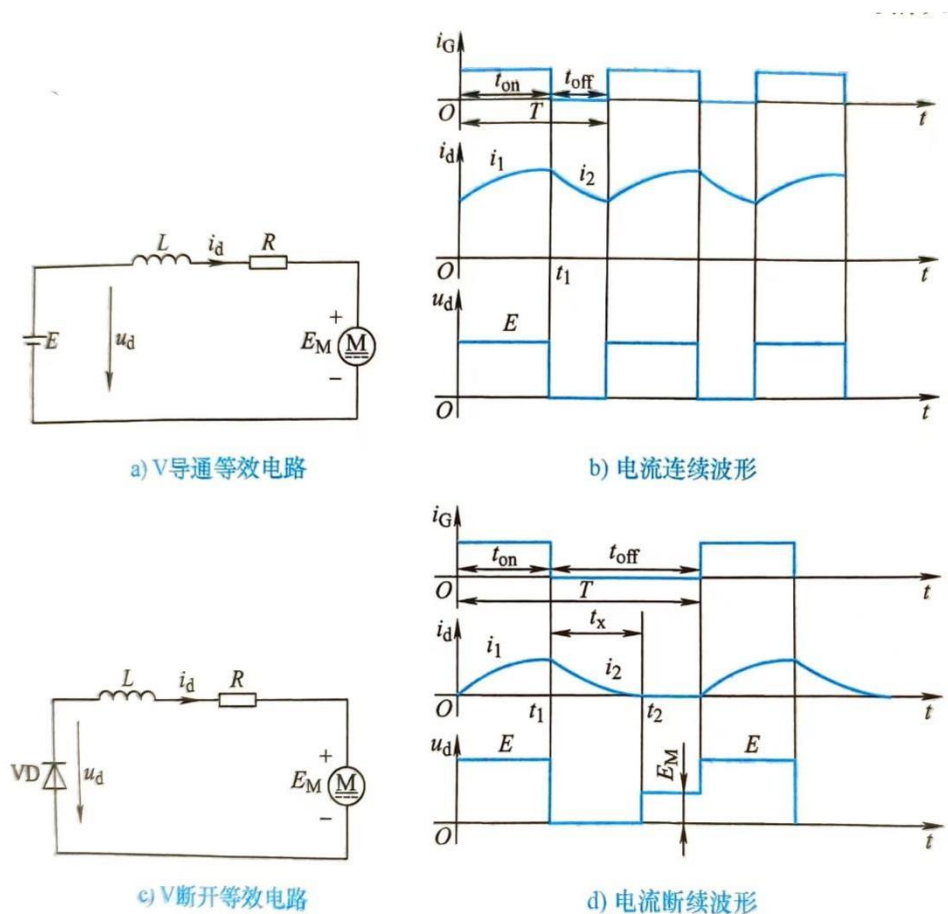 i_G
t_on t_off
O T t
i_d
i_1 i_2
O t_1 t
L i_d R
u_d
E u_d E_M + M −
E
O t
a) V导通等效电路
b) 电流连续波形
i_G
t_on t_off
O T t
i_d t_x
i_1 i_2
O t_1 t_2 t
L i_d R
u_d
E E_M E
VD u_d E_M + M −
O t
c) V断开等效电路
d) 电流断续波形